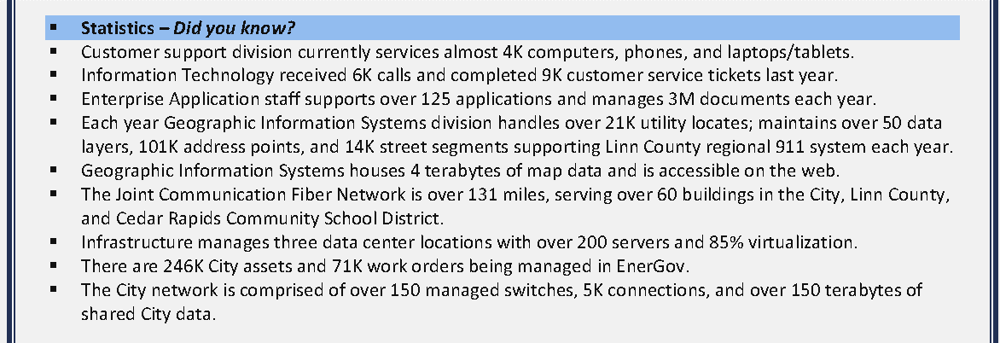 ▪ Statistics – Did you know?
▪ Customer support division currently services almost 4K computers, phones, and laptops/tablets.
▪ Information Technology received 6K calls and completed 9K customer service tickets last year.
▪ Enterprise Application staff supports over 125 applications and manages 3M documents each year.
▪ Each year Geographic Information Systems division handles over 21K utility locates; maintains over 50 data
layers, 101K address points, and 14K street segments supporting Linn County regional 911 system each year.
▪ Geographic Information Systems houses 4 terabytes of map data and is accessible on the web.
▪ The Joint Communication Fiber Network is over 131 miles, serving over 60 buildings in the City, Linn County,
and Cedar Rapids Community School District.
▪ Infrastructure manages three data center locations with over 200 servers and 85% virtualization.
▪ There are 246K City assets and 71K work orders being managed in EnerGov.
▪ The City network is comprised of over 150 managed switches, 5K connections, and over 150 terabytes of
shared City data.